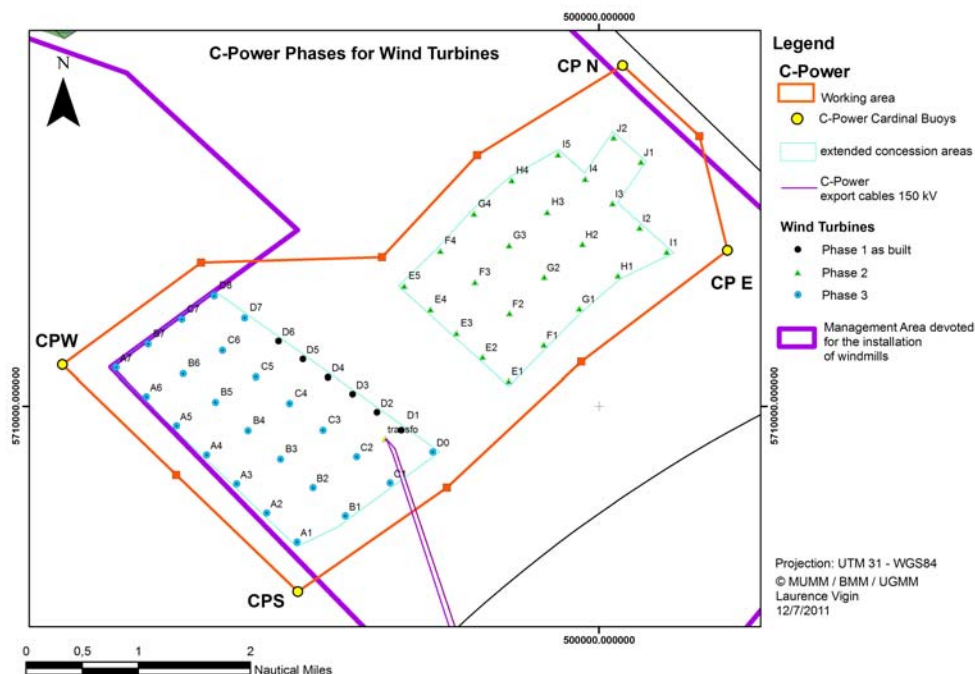 500000.000000
C-Power Phases for Wind Turbines
N
CP N
J2
I5
J1
H4
I4
G4
H3
I3
I2
F4
G3
H2
I1
CP E
E5
F3
G2
H1
D8
E4
F2
G1
C7
D7
E3
F1
B7
D6
E2
CPW
C6
D5
A7
B6
C5
D4
E1
A6
D3
B5
C4
D2
A5
B4
C3
D1
transfo
A4
B3
C2
D0
A3
B2
C1
A2
B1
A1
CPS
5710000.000000
5710000.000000
500000.000000
0 0,5 1 2
Nautical Miles
Legend
C-Power
Working area
C-Power Cardinal Buoys
extended concession areas
C-Power
export cables 150 kV
Wind Turbines
Phase 1 as built
Phase 2
Phase 3
Management Area devoted
for the installation
of windmills
Projection: UTM 31 - WGS84
© MUMM / BMM / UGMM
Laurence Vigin
12/7/2011